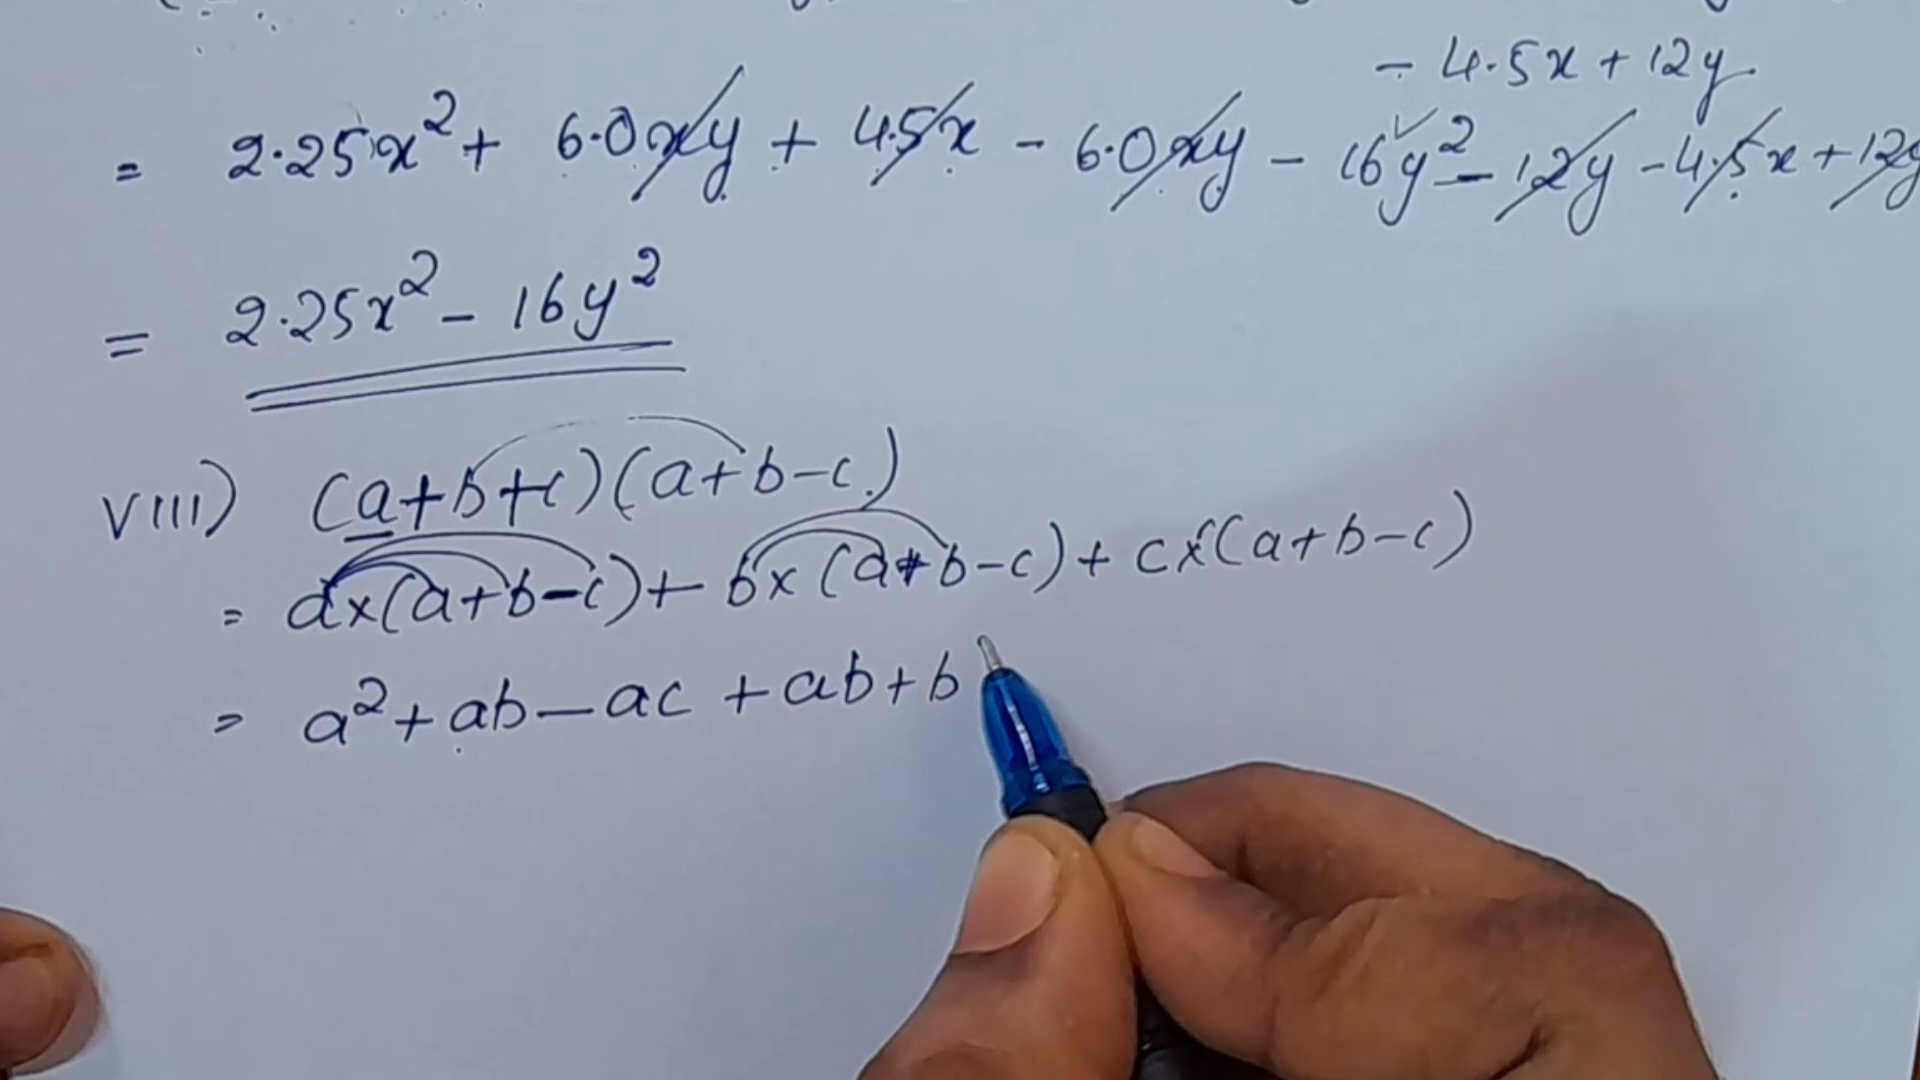 - 4.5x + 12y
= 2.25x² + 6.0xy + 4.5x - 6.0xy - 16y² - 12y - 4.5x + 12y
= 2.25x² - 16y²
VIII) (a+b+c)(a+b-c)
= a×(a+b-c)+ b×(a+b-c)+ c×(a+b-c)
= a²+ab-ac +ab+b